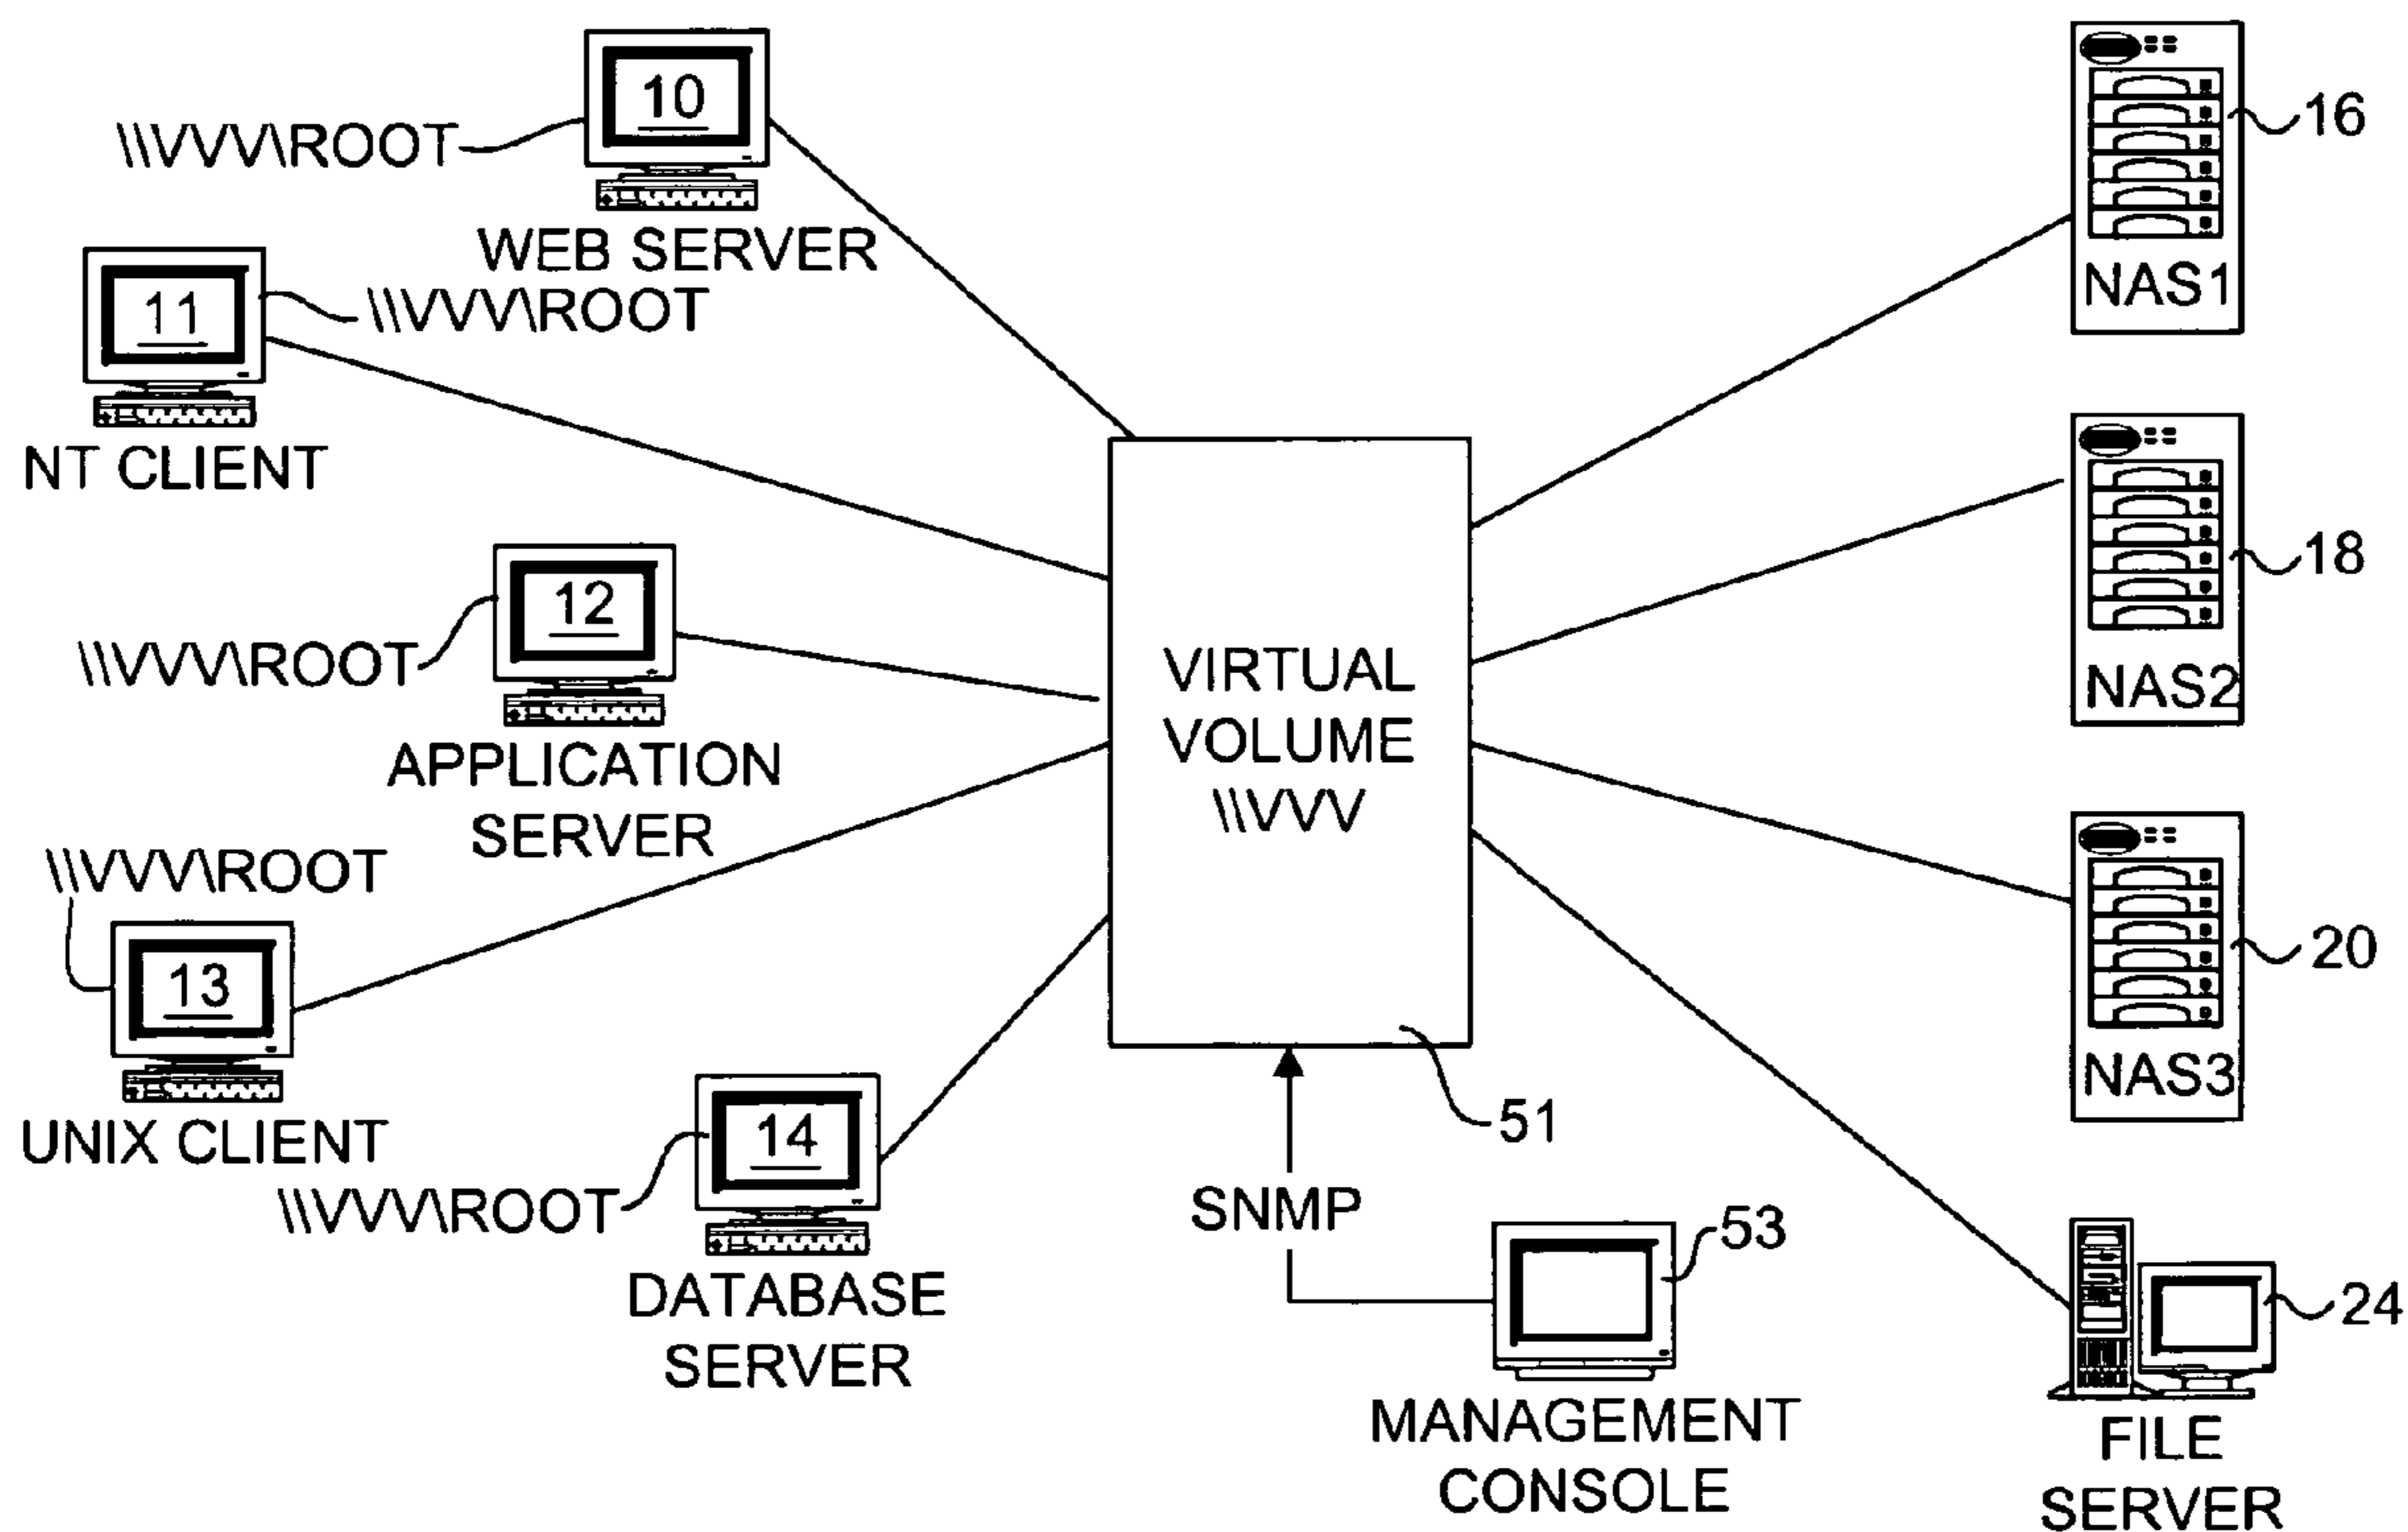 10
\\VVV\ROOT
WEB SERVER
11
\\VVV\ROOT
NT CLIENT
12
\\VVV\ROOT
APPLICATION
SERVER
\\VVV\ROOT
13
UNIX CLIENT
14
\\VVV\ROOT
DATABASE
SERVER
VIRTUAL
VOLUME
\\VVV
51
SNMP
53
MANAGEMENT
CONSOLE
16
NAS1
18
NAS2
20
NAS3
24
FILE
SERVER